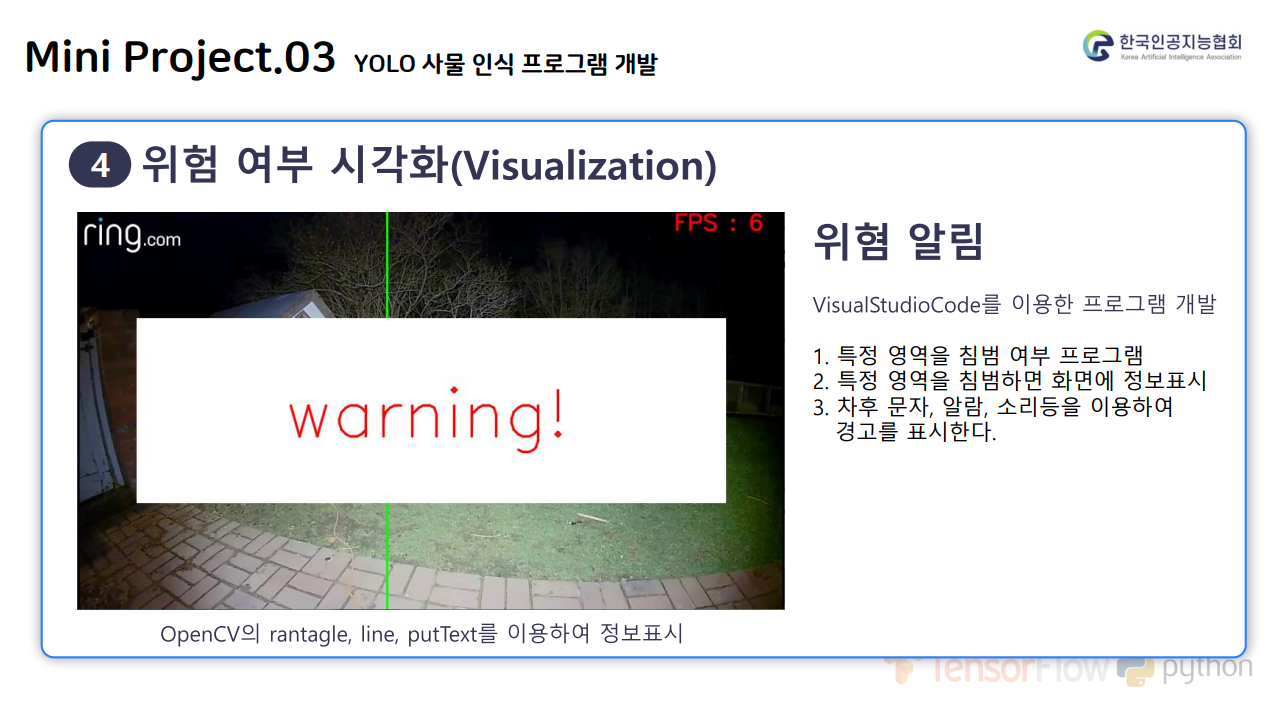 Mini Project.03 YOLO 사물 인식 프로그램 개발
한국인공지능협회
Korea Artificial Intelligence Association
4 위험 여부 시각화(Visualization)
ring.com
FPS : 6
warning!
OpenCV의 rantagle, line, putText를 이용하여 정보표시
위혐 알림
VisualStudioCode를 이용한 프로그램 개발
1. 특정 영역을 침범 여부 프로그램
2. 특정 영역을 침범하면 화면에 정보표시
3. 차후 문자, 알람, 소리등을 이용하여
경고를 표시한다.
TensorFlow
python